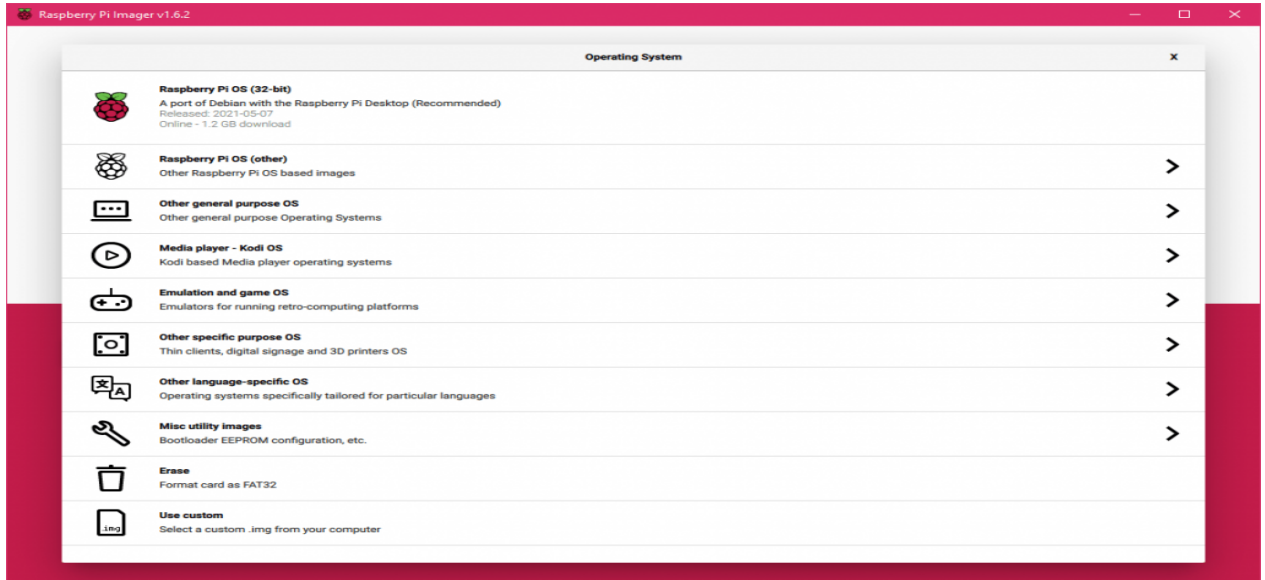 Raspberry Pi Imager v1.6.2
Operating System
x
Raspberry Pi OS (32-bit)
A port of Debian with the Raspberry Pi Desktop (Recommended)
Released: 2021-05-07
Online - 1.2 GB download
Raspberry Pi OS (other)
Other Raspberry Pi OS based images
Other general purpose OS
Other general purpose Operating Systems
Media player - Kodi OS
Kodi based Media player operating systems
Emulation and game OS
Emulators for running retro-computing platforms
Other specific purpose OS
Thin clients, digital signage and 3D printers OS
文A
Other language-specific OS
Operating systems specifically tailored for particular languages
Misc utility images
Bootloader EEPROM configuration, etc.
Erase
Format card as FAT32
.img
Use custom
Select a custom .img from your computer